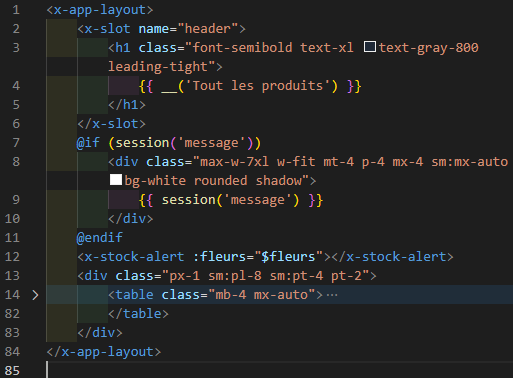 1 <x-app-layout>
2     <x-slot name="header">
3         <h1 class="font-semibold text-xl text-gray-800
        leading-tight">
4             {{ __('Tout les produits') }}
5         </h1>
6     </x-slot>
7     @if (session('message'))
8         <div class="max-w-7xl w-fit mt-4 p-4 mx-4 sm:mx-auto
        bg-white rounded shadow">
9             {{ session('message') }}
10         </div>
11     @endif
12     <x-stock-alert :fleurs="$fleurs"></x-stock-alert>
13     <div class="px-1 sm:pl-8 sm:pt-4 pt-2">
14 >         <table class="mb-4 mx-auto">…
82         </table>
83     </div>
84 </x-app-layout>
85